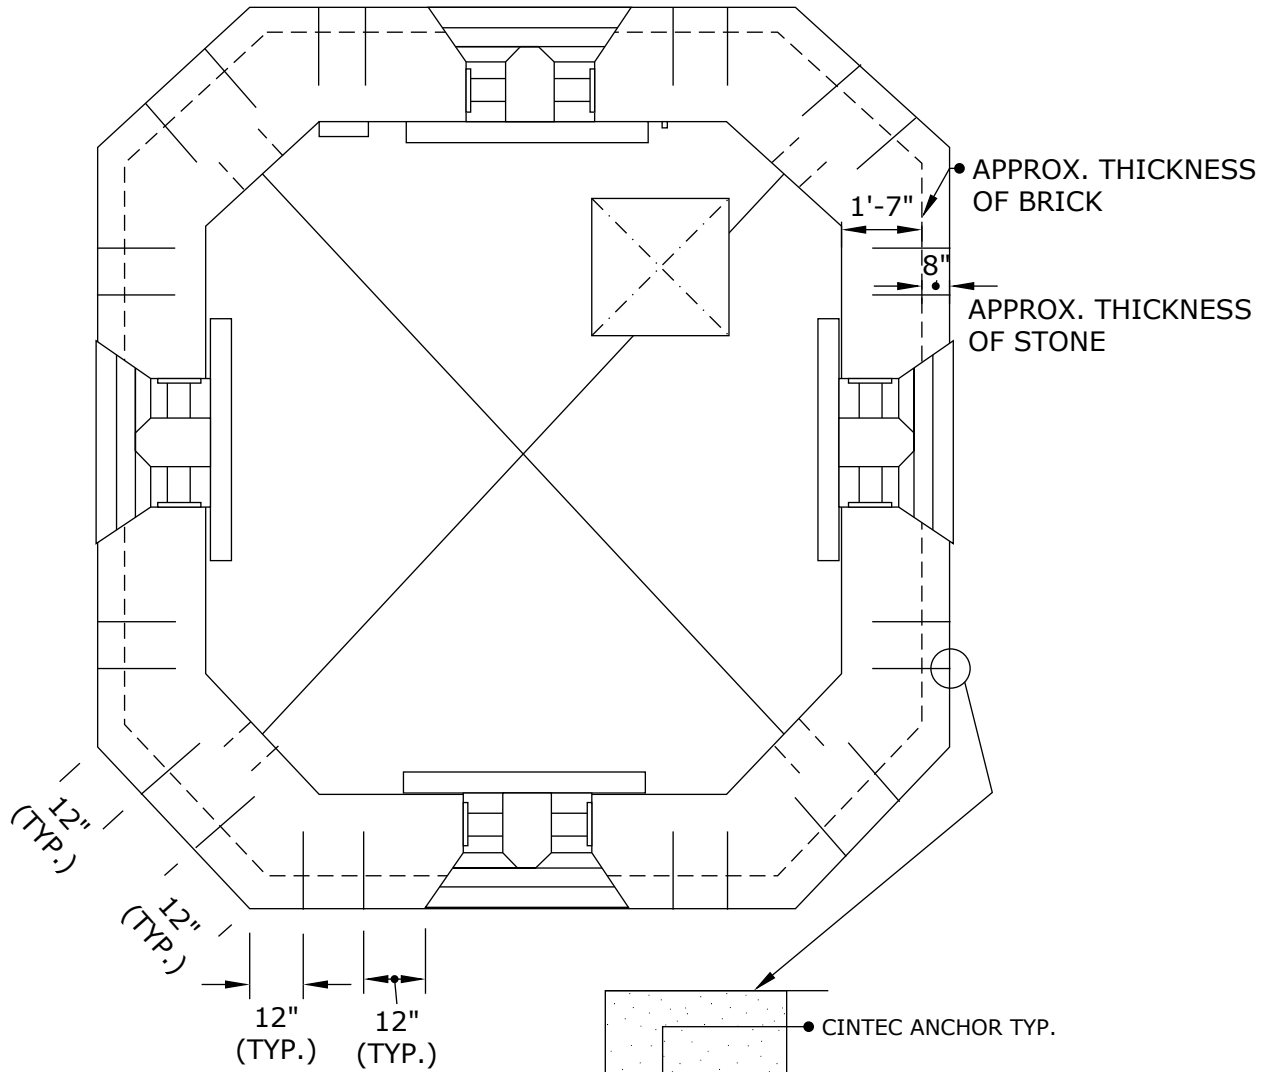 APPROX. THICKNESS
OF BRICK
1'-7"
8"
APPROX. THICKNESS
OF STONE
12"
(TYP.)
12"
(TYP.)
12"
(TYP.)
12"
(TYP.)
CINTEC ANCHOR TYP.